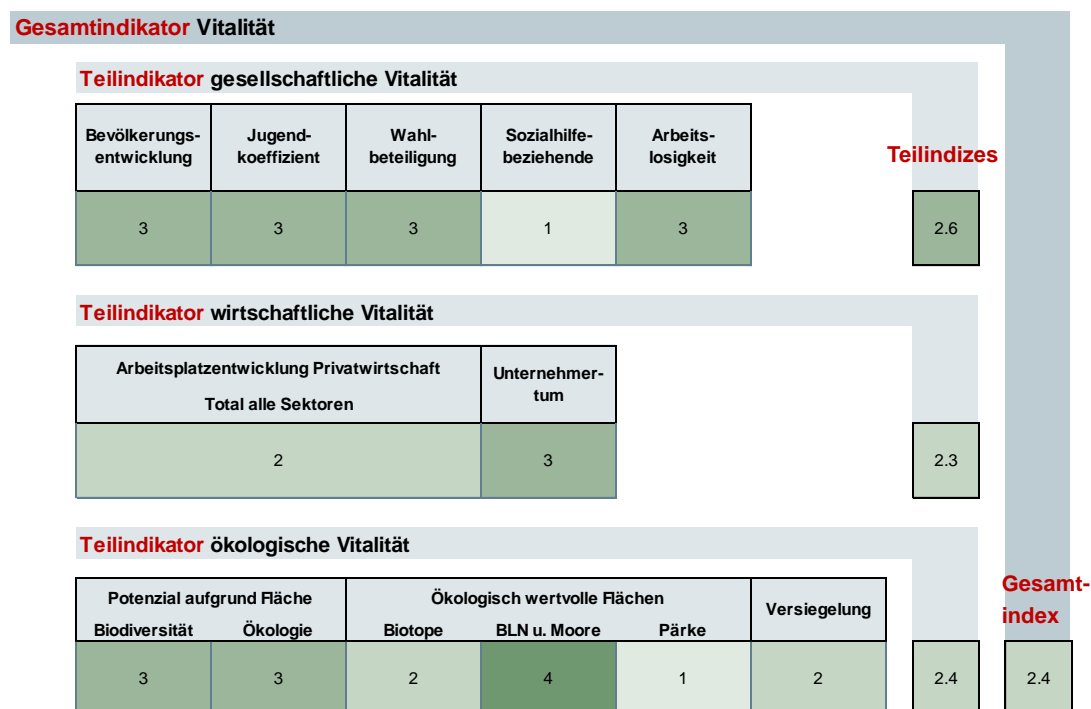 Gesamtindikator Vitalität
Teilindikator gesellschaftliche Vitalität
Bevölkerungs-
entwicklung
Jugend-
koeffizient
Wahl-
beteiligung
Sozialhilfe-
beziehende
Arbeits-
losigkeit
Teilindizes
3 3 3 1 3 2.6
Teilindikator wirtschaftliche Vitalität
Arbeitsplatzentwicklung Privatwirtschaft
Total alle Sektoren
Unternehmer-
tum
2 3 2.3
Teilindikator ökologische Vitalität
Potenzial aufgrund Fläche
Biodiversität Ökologie
Ökologisch wertvolle Flächen
Biotope BLN u. Moore Pärke
Versiegelung
Gesamt-
index
3 3 2 4 1 2 2.4 2.4